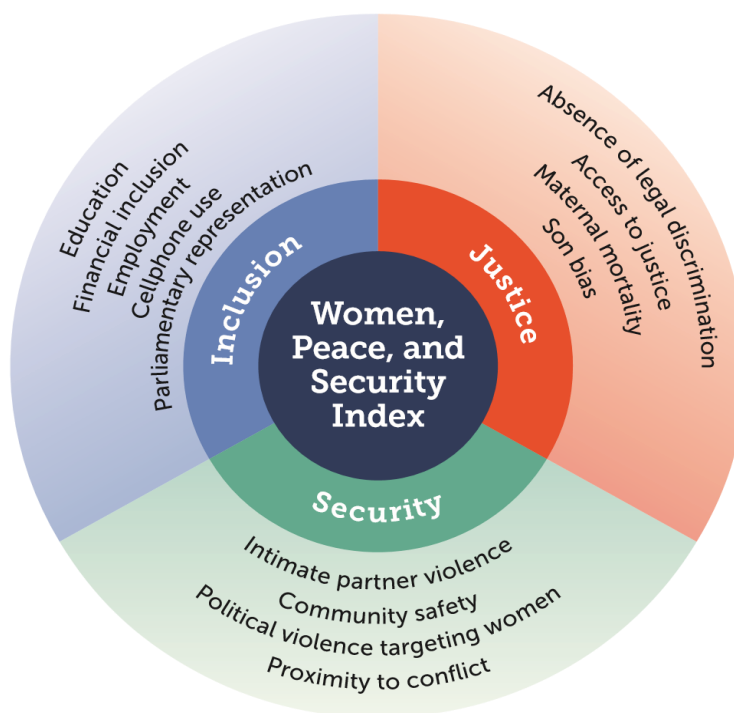 Women,
Peace, and
Security
Index
Inclusion
Education
Financial inclusion
Employment
Cellphone use
Parliamentary representation
Justice
Absence of legal discrimination
Access to justice
Maternal mortality
Son bias
Security
Intimate partner violence
Community safety
Political violence targeting women
Proximity to conflict